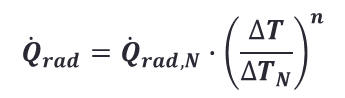 Q̇_rad = Q̇_rad,N · (ΔT / ΔT_N)^n